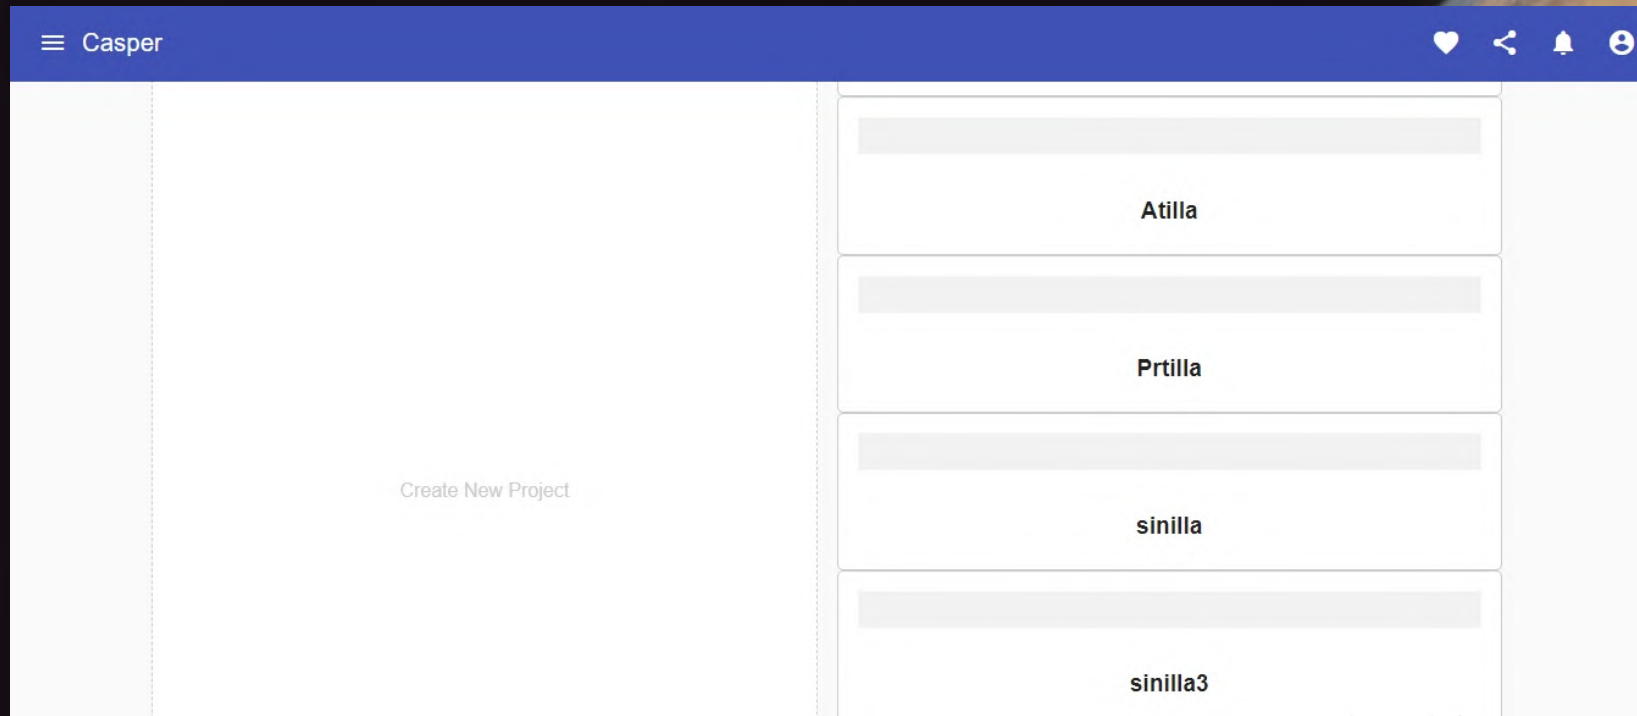 Casper
Atilla
Prtilla
Create New Project
sinilla
sinilla3